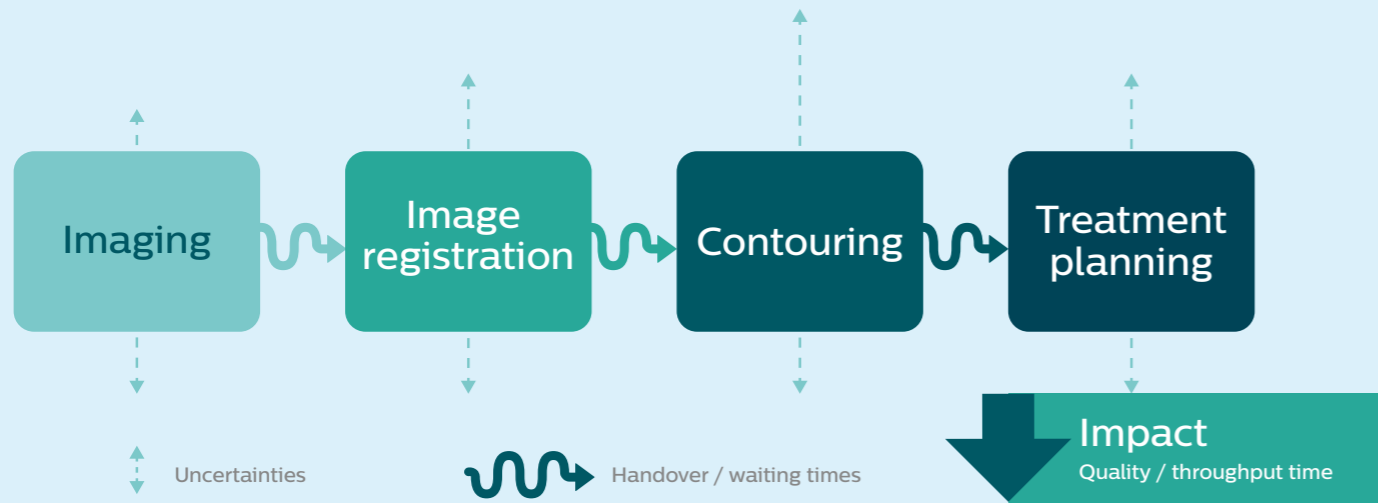 Imaging
Image
registration
Contouring
Treatment
planning
Impact
Quality / throughput time
Uncertainties
Handover / waiting times